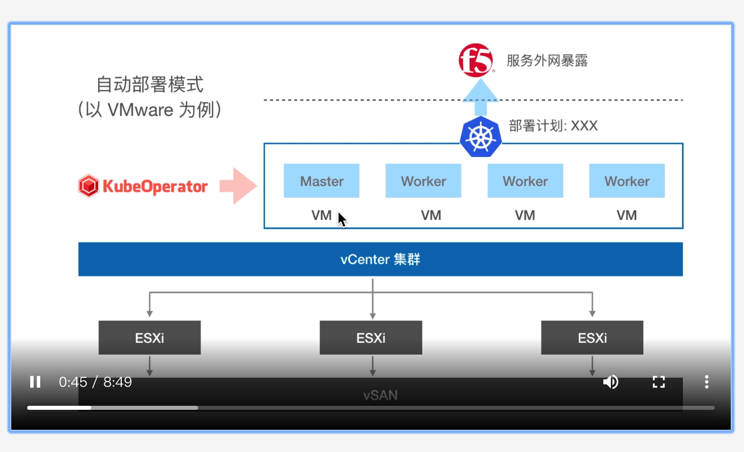 f5
服务外网暴露
自动部署模式
（以 VMware 为例）
部署计划: XXX
KubeOperator
Master
Worker
Worker
Worker
VM
VM
VM
VM
vCenter 集群
ESXi
ESXi
ESXi
0:45 / 8:49
vSAN